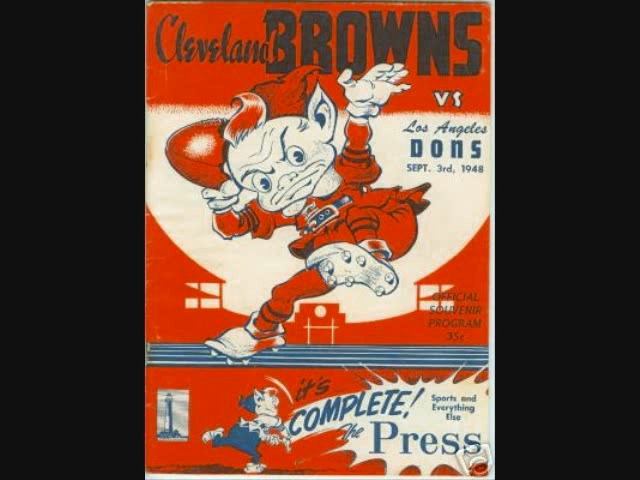 Cleveland BROWNS
VS
Los Angeles
DONS
SEPT. 3rd, 1948
OFFICIAL
SOUVENIR
PROGRAM
35c
it's
COMPLETE!
The Press
Sports and
Everything
Else